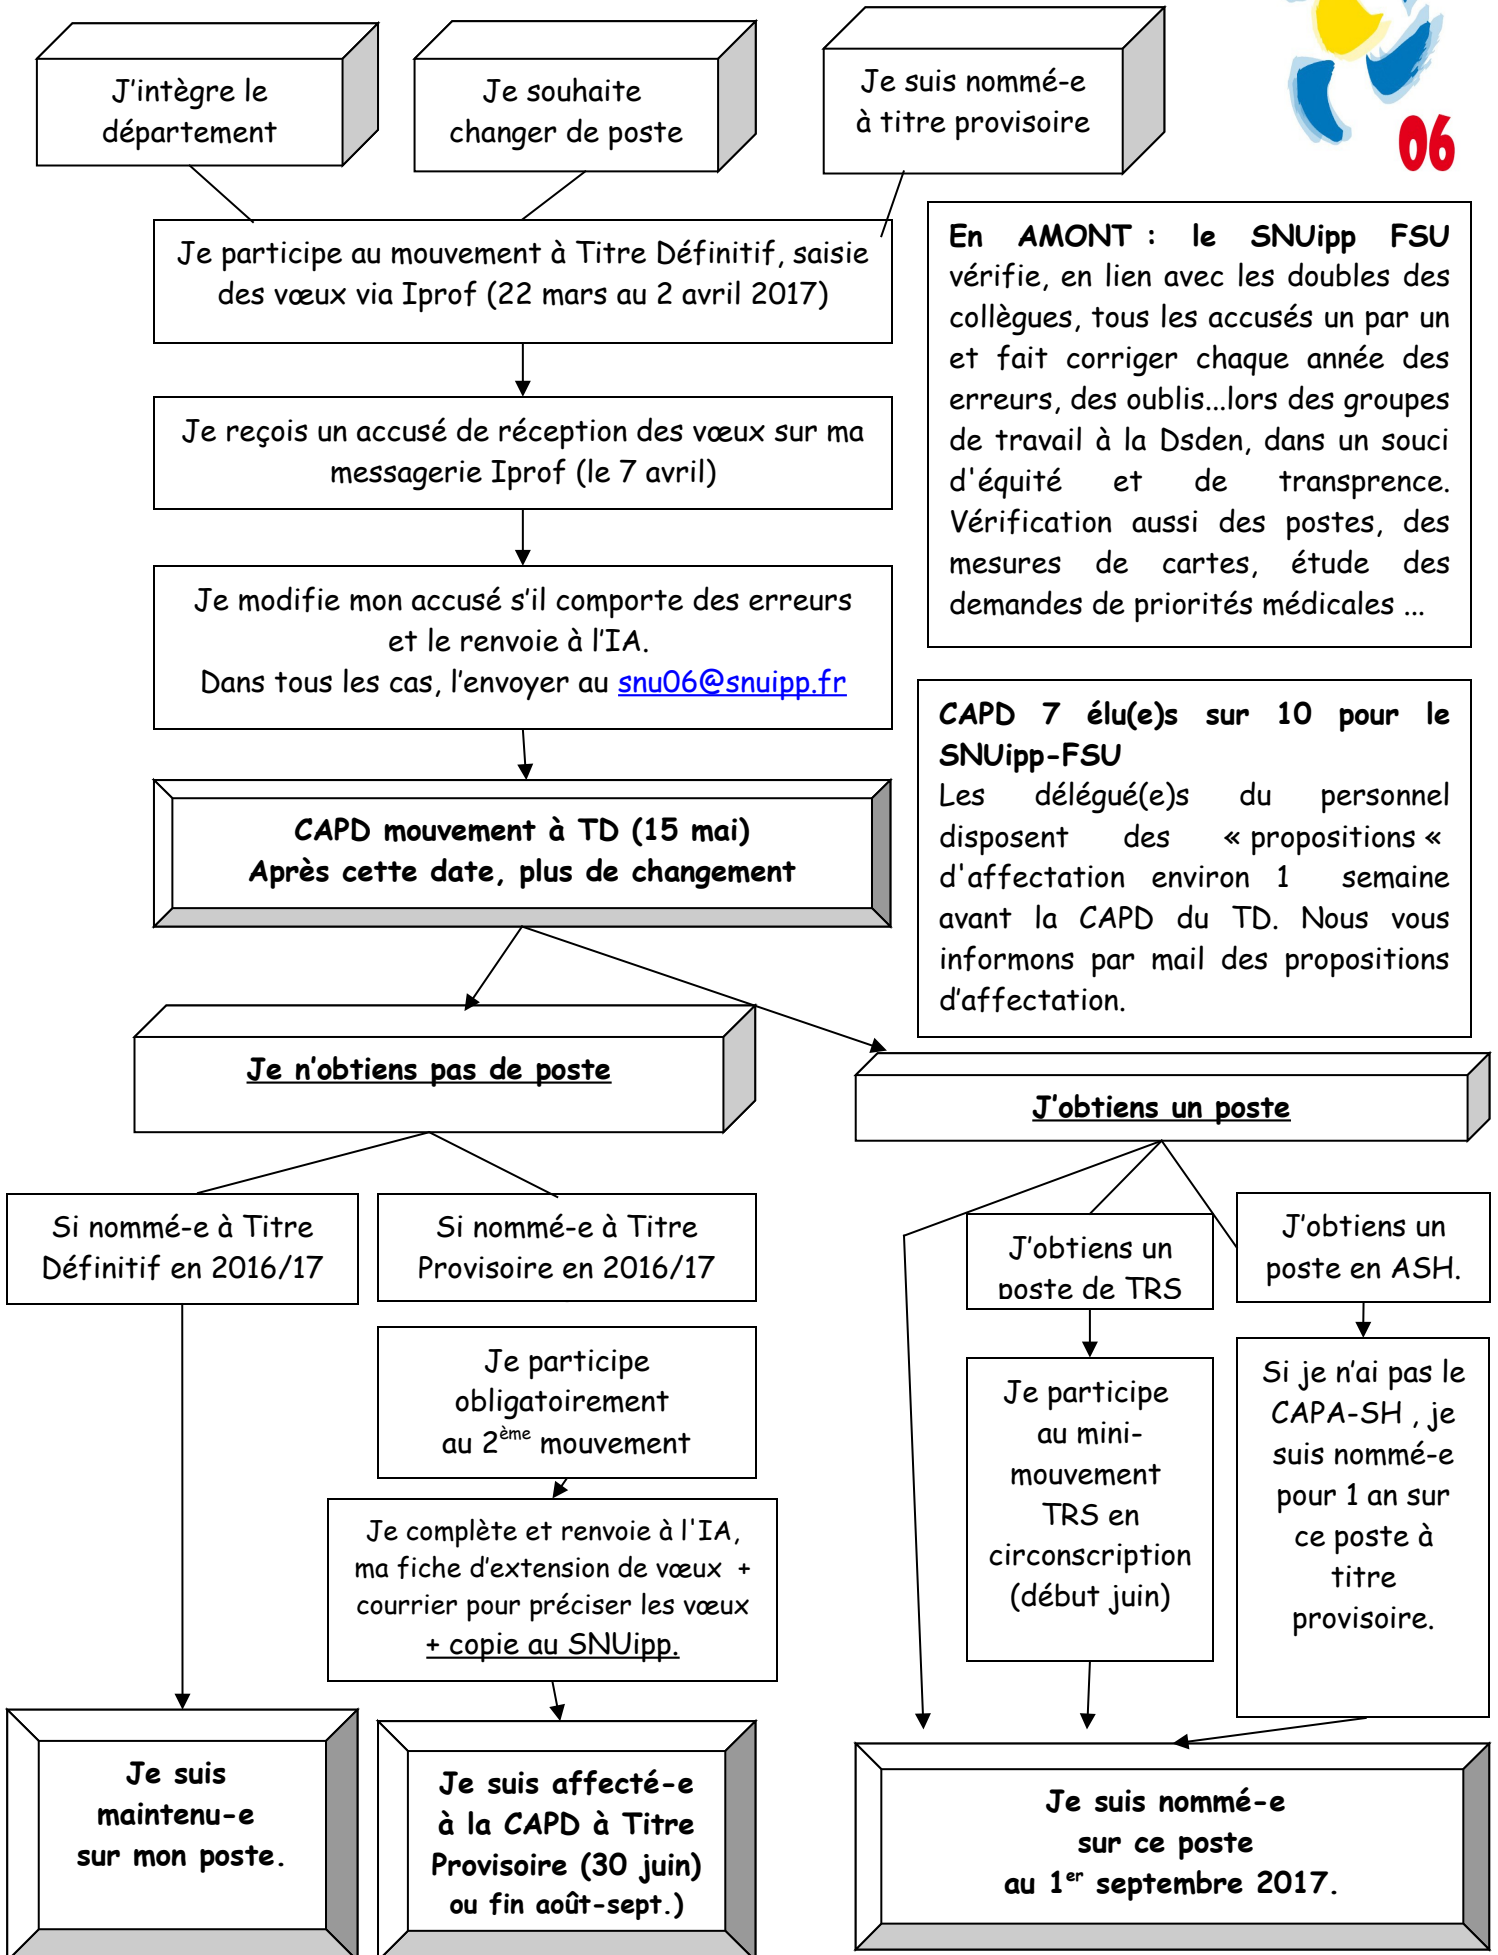 J'intègre le
département
Je souhaite
changer de poste
Je suis nommé-e
à titre provisoire
06
Je participe au mouvement à Titre Définitif, saisie
des vœux via Iprof (22 mars au 2 avril 2017)
En AMONT : le SNUipp FSU
vérifie, en lien avec les doubles des
collègues, tous les accusés un par un
et fait corriger chaque année des
erreurs, des oublis...lors des groupes
de travail à la Dsden, dans un souci
d'équité et de transprence.
Vérification aussi des postes, des
mesures de cartes, étude des
demandes de priorités médicales ...
Je reçois un accusé de réception des vœux sur ma
messagerie Iprof (le 7 avril)
Je modifie mon accusé s'il comporte des erreurs
et le renvoie à l'IA.
Dans tous les cas, l'envoyer au snu06@snuipp.fr
CAPD 7 élu(e)s sur 10 pour le
SNUipp-FSU
Les délégué(e)s du personnel
disposent des « propositions «
d'affectation environ 1 semaine
avant la CAPD du TD. Nous vous
informons par mail des propositions
d'affectation.
CAPD mouvement à TD (15 mai)
Après cette date, plus de changement
Je n'obtiens pas de poste
J'obtiens un poste
Si nommé-e à Titre
Définitif en 2016/17
Si nommé-e à Titre
Provisoire en 2016/17
J'obtiens un
poste de TRS
J'obtiens un
poste en ASH.
Je participe
obligatoirement
au 2ème mouvement
Je participe
au mini-
mouvement
TRS en
circonscription
(début juin)
Si je n'ai pas le
CAPA-SH , je
suis nommé-e
pour 1 an sur
ce poste à
titre
provisoire.
Je complète et renvoie à l'IA,
ma fiche d'extension de vœux +
courrier pour préciser les vœux
+ copie au SNUipp.
Je suis
maintenu-e
sur mon poste.
Je suis affecté-e
à la CAPD à Titre
Provisoire (30 juin)
ou fin août-sept.)
Je suis nommé-e
sur ce poste
au 1er septembre 2017.